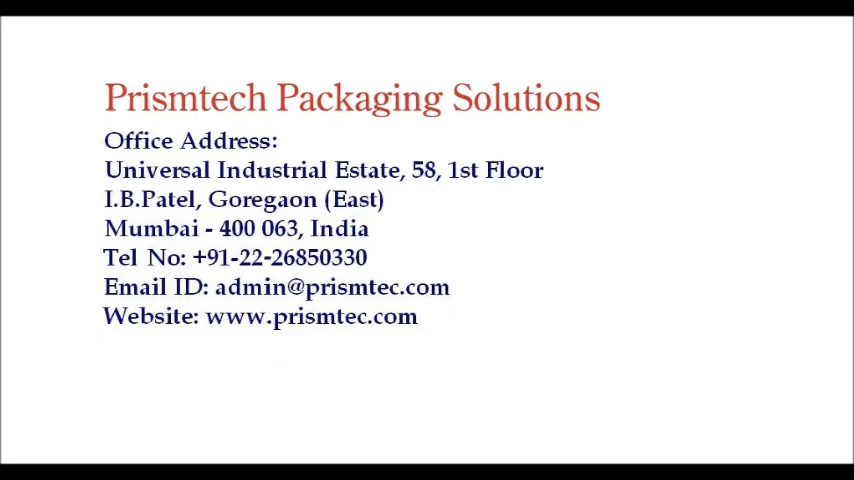 Prismtech Packaging Solutions
Office Address:
Universal Industrial Estate, 58, 1st Floor
I.B.Patel, Goregaon (East)
Mumbai - 400 063, India
Tel No: +91-22-26850330
Email ID: admin@prismtec.com
Website: www.prismtec.com